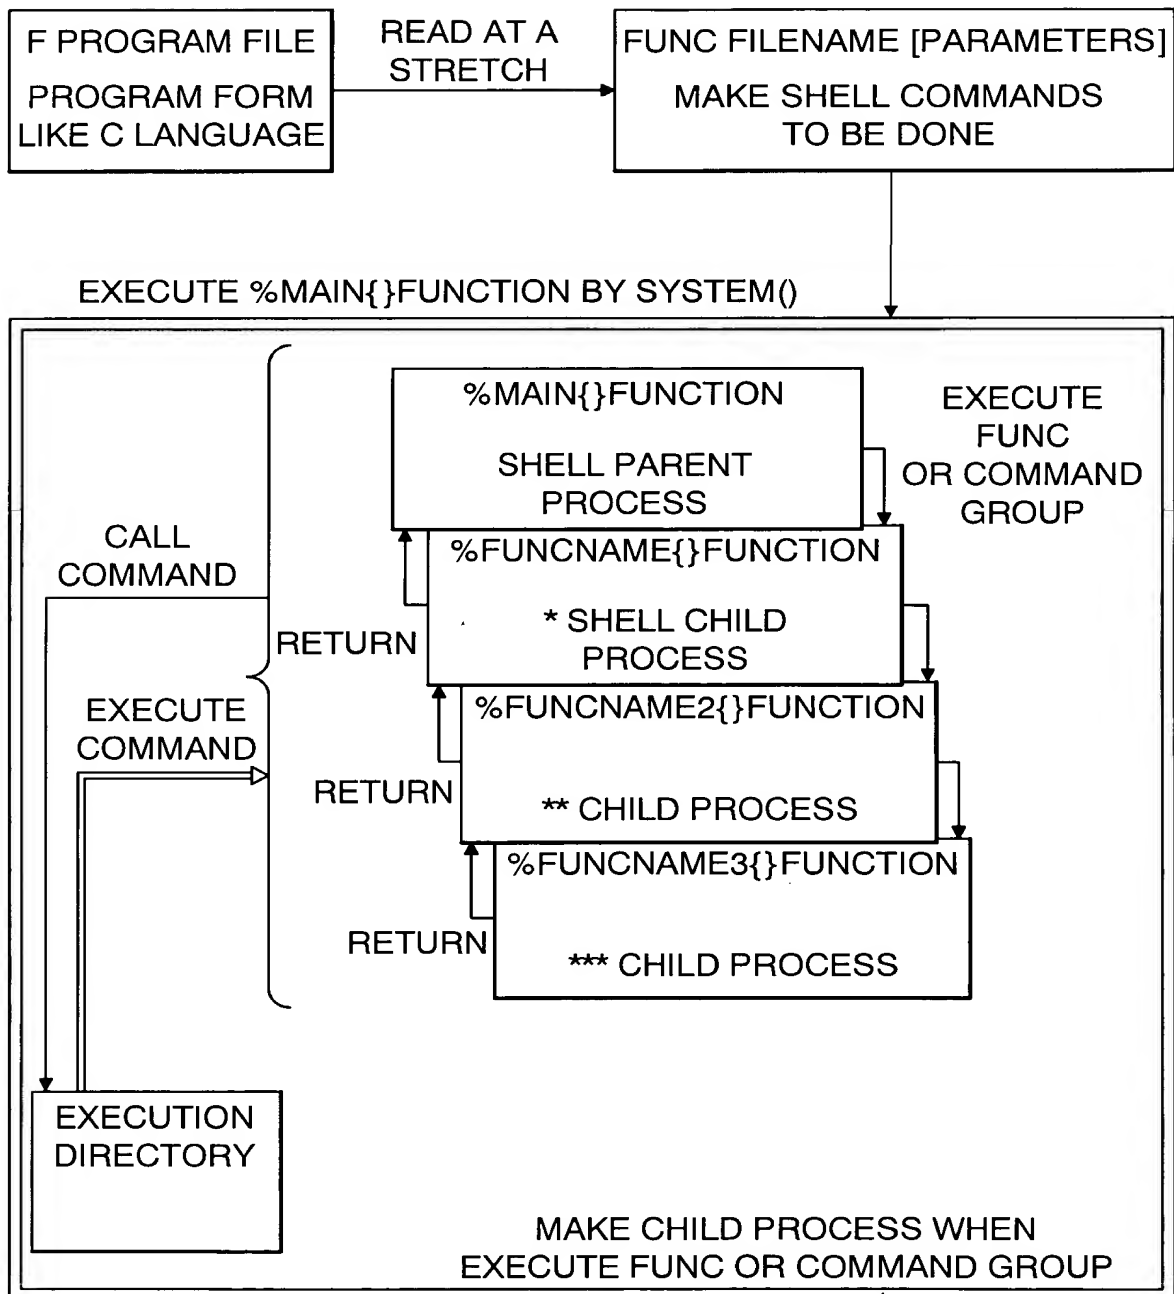 F PROGRAM FILE
PROGRAM FORM
LIKE C LANGUAGE
READ AT A
STRETCH
FUNC FILENAME [PARAMETERS]
MAKE SHELL COMMANDS
TO BE DONE
EXECUTE %MAIN{}FUNCTION BY SYSTEM()
%MAIN{}FUNCTION
SHELL PARENT
PROCESS
EXECUTE
FUNC
OR COMMAND
GROUP
CALL
COMMAND
%FUNCNAME{}FUNCTION
* SHELL CHILD
PROCESS
RETURN
EXECUTE
COMMAND
%FUNCNAME2{}FUNCTION
** CHILD PROCESS
RETURN
%FUNCNAME3{}FUNCTION
*** CHILD PROCESS
RETURN
EXECUTION
DIRECTORY
MAKE CHILD PROCESS WHEN
EXECUTE FUNC OR COMMAND GROUP